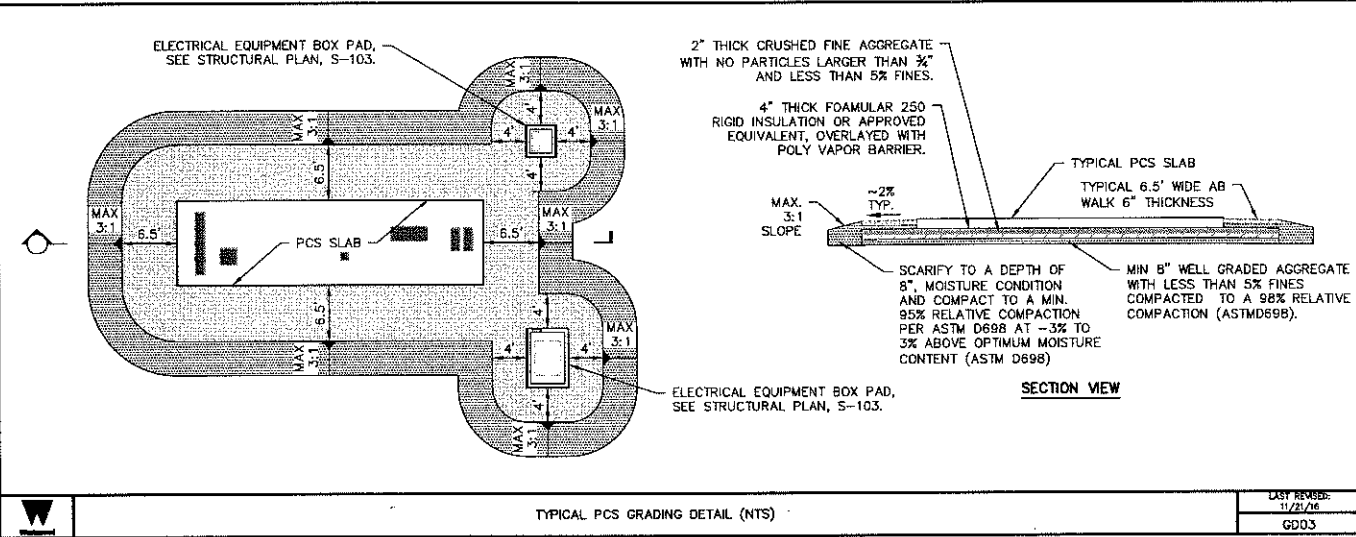 ELECTRICAL EQUIPMENT BOX PAD,
SEE STRUCTURAL PLAN, S-103.
MAX
3:1
4'
4'
4'
MAX
3:1
4'
MAX
3:1
6.5'
MAX
3:1
6.5'
PCS SLAB
6.5'
MAX
3:1
6.5'
MAX
3:1
4'
4'
4'
MAX
3:1
4'
MAX
3:1
ELECTRICAL EQUIPMENT BOX PAD,
SEE STRUCTURAL PLAN, S-103.
2" THICK CRUSHED FINE AGGREGATE
WITH NO PARTICLES LARGER THAN ¾"
AND LESS THAN 5% FINES.
4" THICK FOAMULAR 250
RIGID INSULATION OR APPROVED
EQUIVALENT, OVERLAYED WITH
POLY VAPOR BARRIER.
TYPICAL PCS SLAB
TYPICAL 6.5' WIDE AB
WALK 6" THICKNESS
~2%
TYP.
MAX.
3:1
SLOPE
SCARIFY TO A DEPTH OF
8", MOISTURE CONDITION
AND COMPACT TO A MIN.
95% RELATIVE COMPACTION
PER ASTM D698 AT -3% TO
3% ABOVE OPTIMUM MOISTURE
CONTENT (ASTM D698)
MIN 8" WELL GRADED AGGREGATE
WITH LESS THAN 5% FINES
COMPACTED TO A 98% RELATIVE
COMPACTION (ASTMD698).
SECTION VIEW
TYPICAL PCS GRADING DETAIL (NTS)
LAST REVISED:
11/21/16
GD03